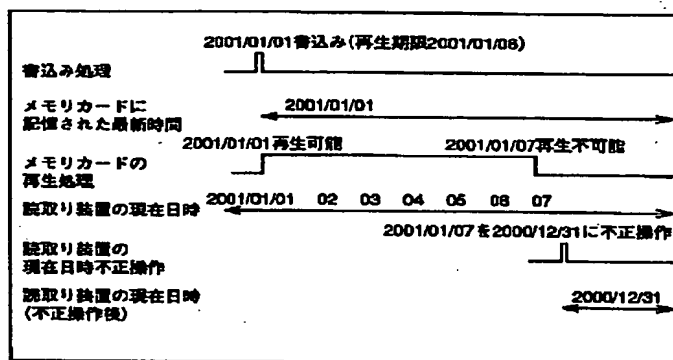 2001/01/01書込み(再生期限2001/01/06)
書込み処理
メモリカードに
記憶された最新時間
2001/01/01
2001/01/01再生可能
2001/01/07再生不可能
メモリカードの
再生処理
読取り装置の現在日時
2001/01/01 02 03 04 05 06 07
2001/01/07を2000/12/31に不正操作
読取り装置の
現在日時不正操作
読取り装置の現在日時
(不正操作後)
2000/12/31